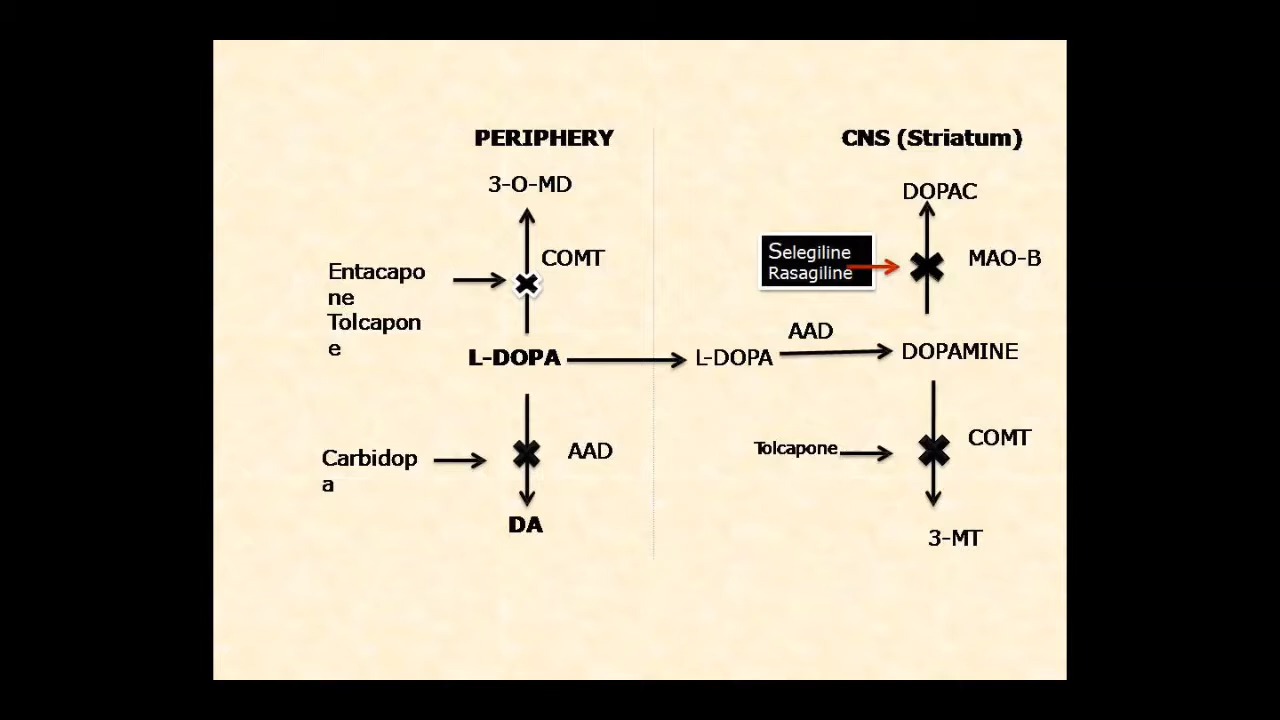 PERIPHERY
CNS (Striatum)
3-O-MD
DOPAC
COMT
Selegiline
Rasagiline
MAO-B
Entacapo
ne
Tolcapon
e
AAD
L-DOPA
L-DOPA
DOPAMINE
Carbidop
a
AAD
Tolcapone
COMT
DA
3-MT